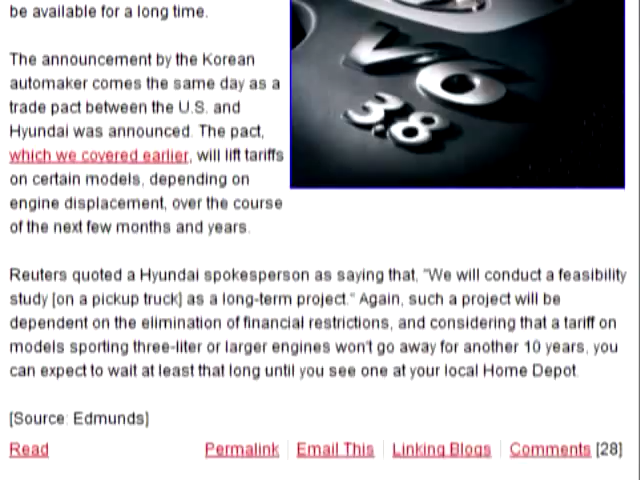 be available for a long time.
V6
3.8
The announcement by the Korean
automaker comes the same day as a
trade pact between the U.S. and
Hyundai was announced. The pact,
which we covered earlier, will lift tariffs
on certain models, depending on
engine displacement, over the course
of the next few months and years.
Reuters quoted a Hyundai spokesperson as saying that, "We will conduct a feasibility
study [on a pickup truck] as a long-term project." Again, such a project will be
dependent on the elimination of financial restrictions, and considering that a tariff on
models sporting three-liter or larger engines won't go away for another 10 years, you
can expect to wait at least that long until you see one at your local Home Depot.
[Source: Edmunds]
Read Permalink Email This Linking Blogs Comments [28]